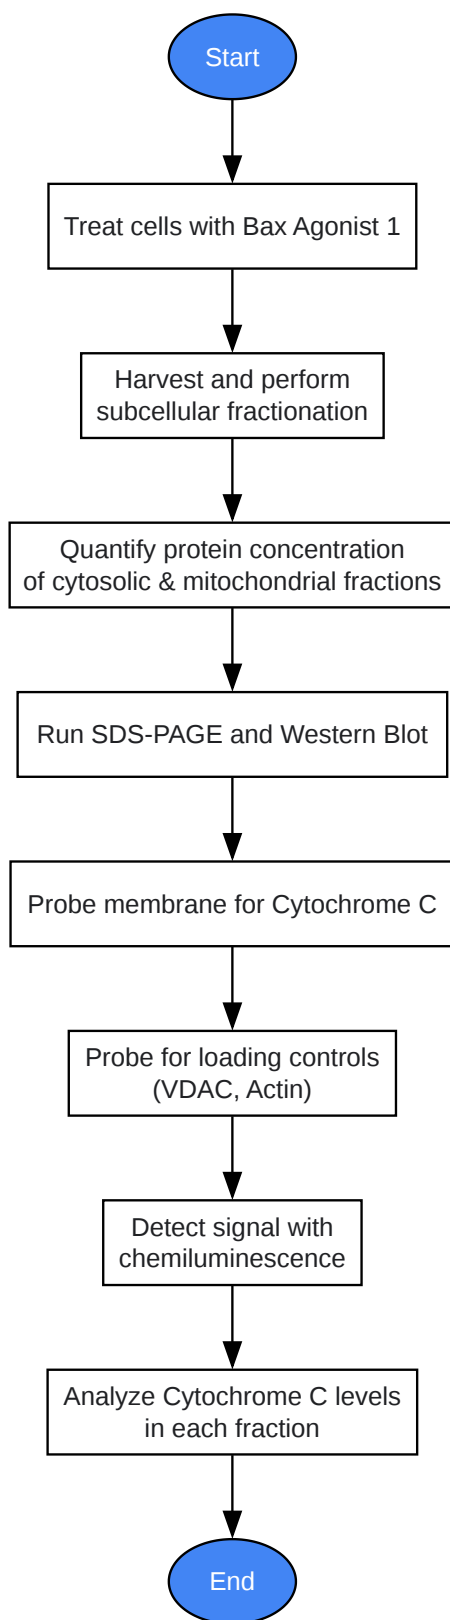 Start
Treat cells with Bax Agonist 1
Harvest and perform
subcellular fractionation
Quantify protein concentration
of cytosolic & mitochondrial fractions
Run SDS-PAGE and Western Blot
Probe membrane for Cytochrome C
Probe for loading controls
(VDAC, Actin)
Detect signal with
chemiluminescence
Analyze Cytochrome C levels
in each fraction
End